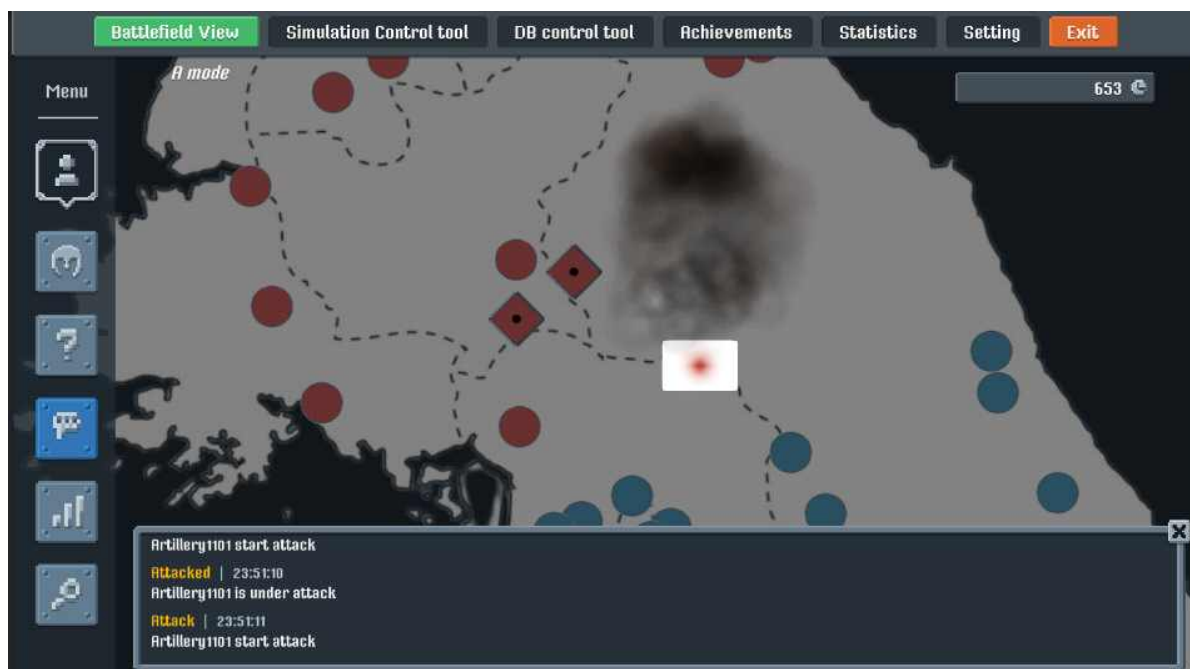 Battlefield View Simulation Control tool DB control tool Achievements Statistics Setting Exit
A mode
Menu
653
?
Artillery1101 start attack
Attacked | 23:51:10
Artillery1101 is under attack
Attack | 23:51:11
Artillery1101 start attack